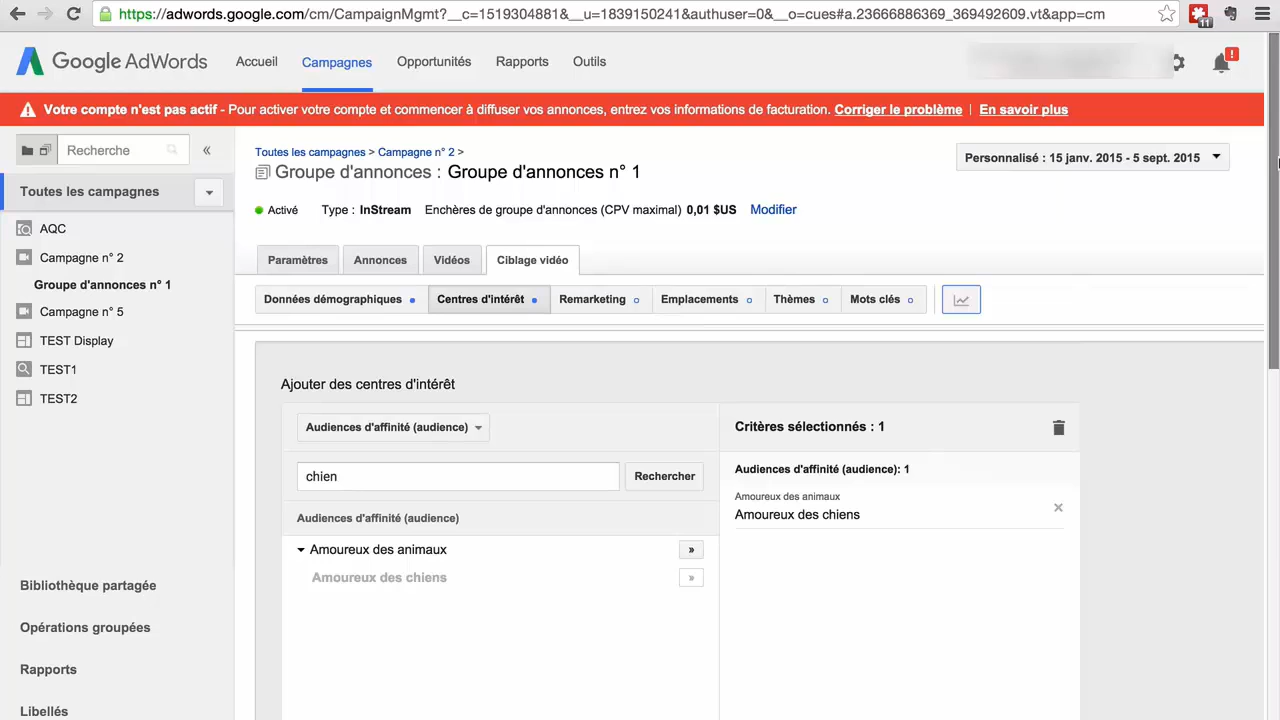 https://adwords.google.com/cm/CampaignMgmt?__c=1519304881&__u=1839150241&authuser=0&__o=cues#a.23666886369_369492609.vt&app=cm
11
Google AdWords
Accueil
Campagnes
Opportunités
Rapports
Outils
!
Votre compte n'est pas actif - Pour activer votre compte et commencer à diffuser vos annonces, entrez vos informations de facturation. Corriger le problème | En savoir plus
Recherche
«
Toutes les campagnes > Campagne n° 2 >
Groupe d'annonces : Groupe d'annonces n° 1
Personnalisé : 15 janv. 2015 - 5 sept. 2015
Toutes les campagnes
AQC
Campagne n° 2
Groupe d'annonces n° 1
Campagne n° 5
TEST Display
TEST1
TEST2
Bibliothèque partagée
Opérations groupées
Rapports
Libellés
Activé Type : InStream Enchères de groupe d'annonces (CPV maximal) 0,01 $US Modifier
Paramètres
Annonces
Vidéos
Ciblage vidéo
Données démographiques
Centres d'intérêt
Remarketing
Emplacements
Thèmes
Mots clés
Ajouter des centres d'intérêt
Audiences d'affinité (audience)
chien
Rechercher
Audiences d'affinité (audience)
Amoureux des animaux »
Amoureux des chiens »
Critères sélectionnés : 1
Audiences d'affinité (audience): 1
Amoureux des animaux
Amoureux des chiens